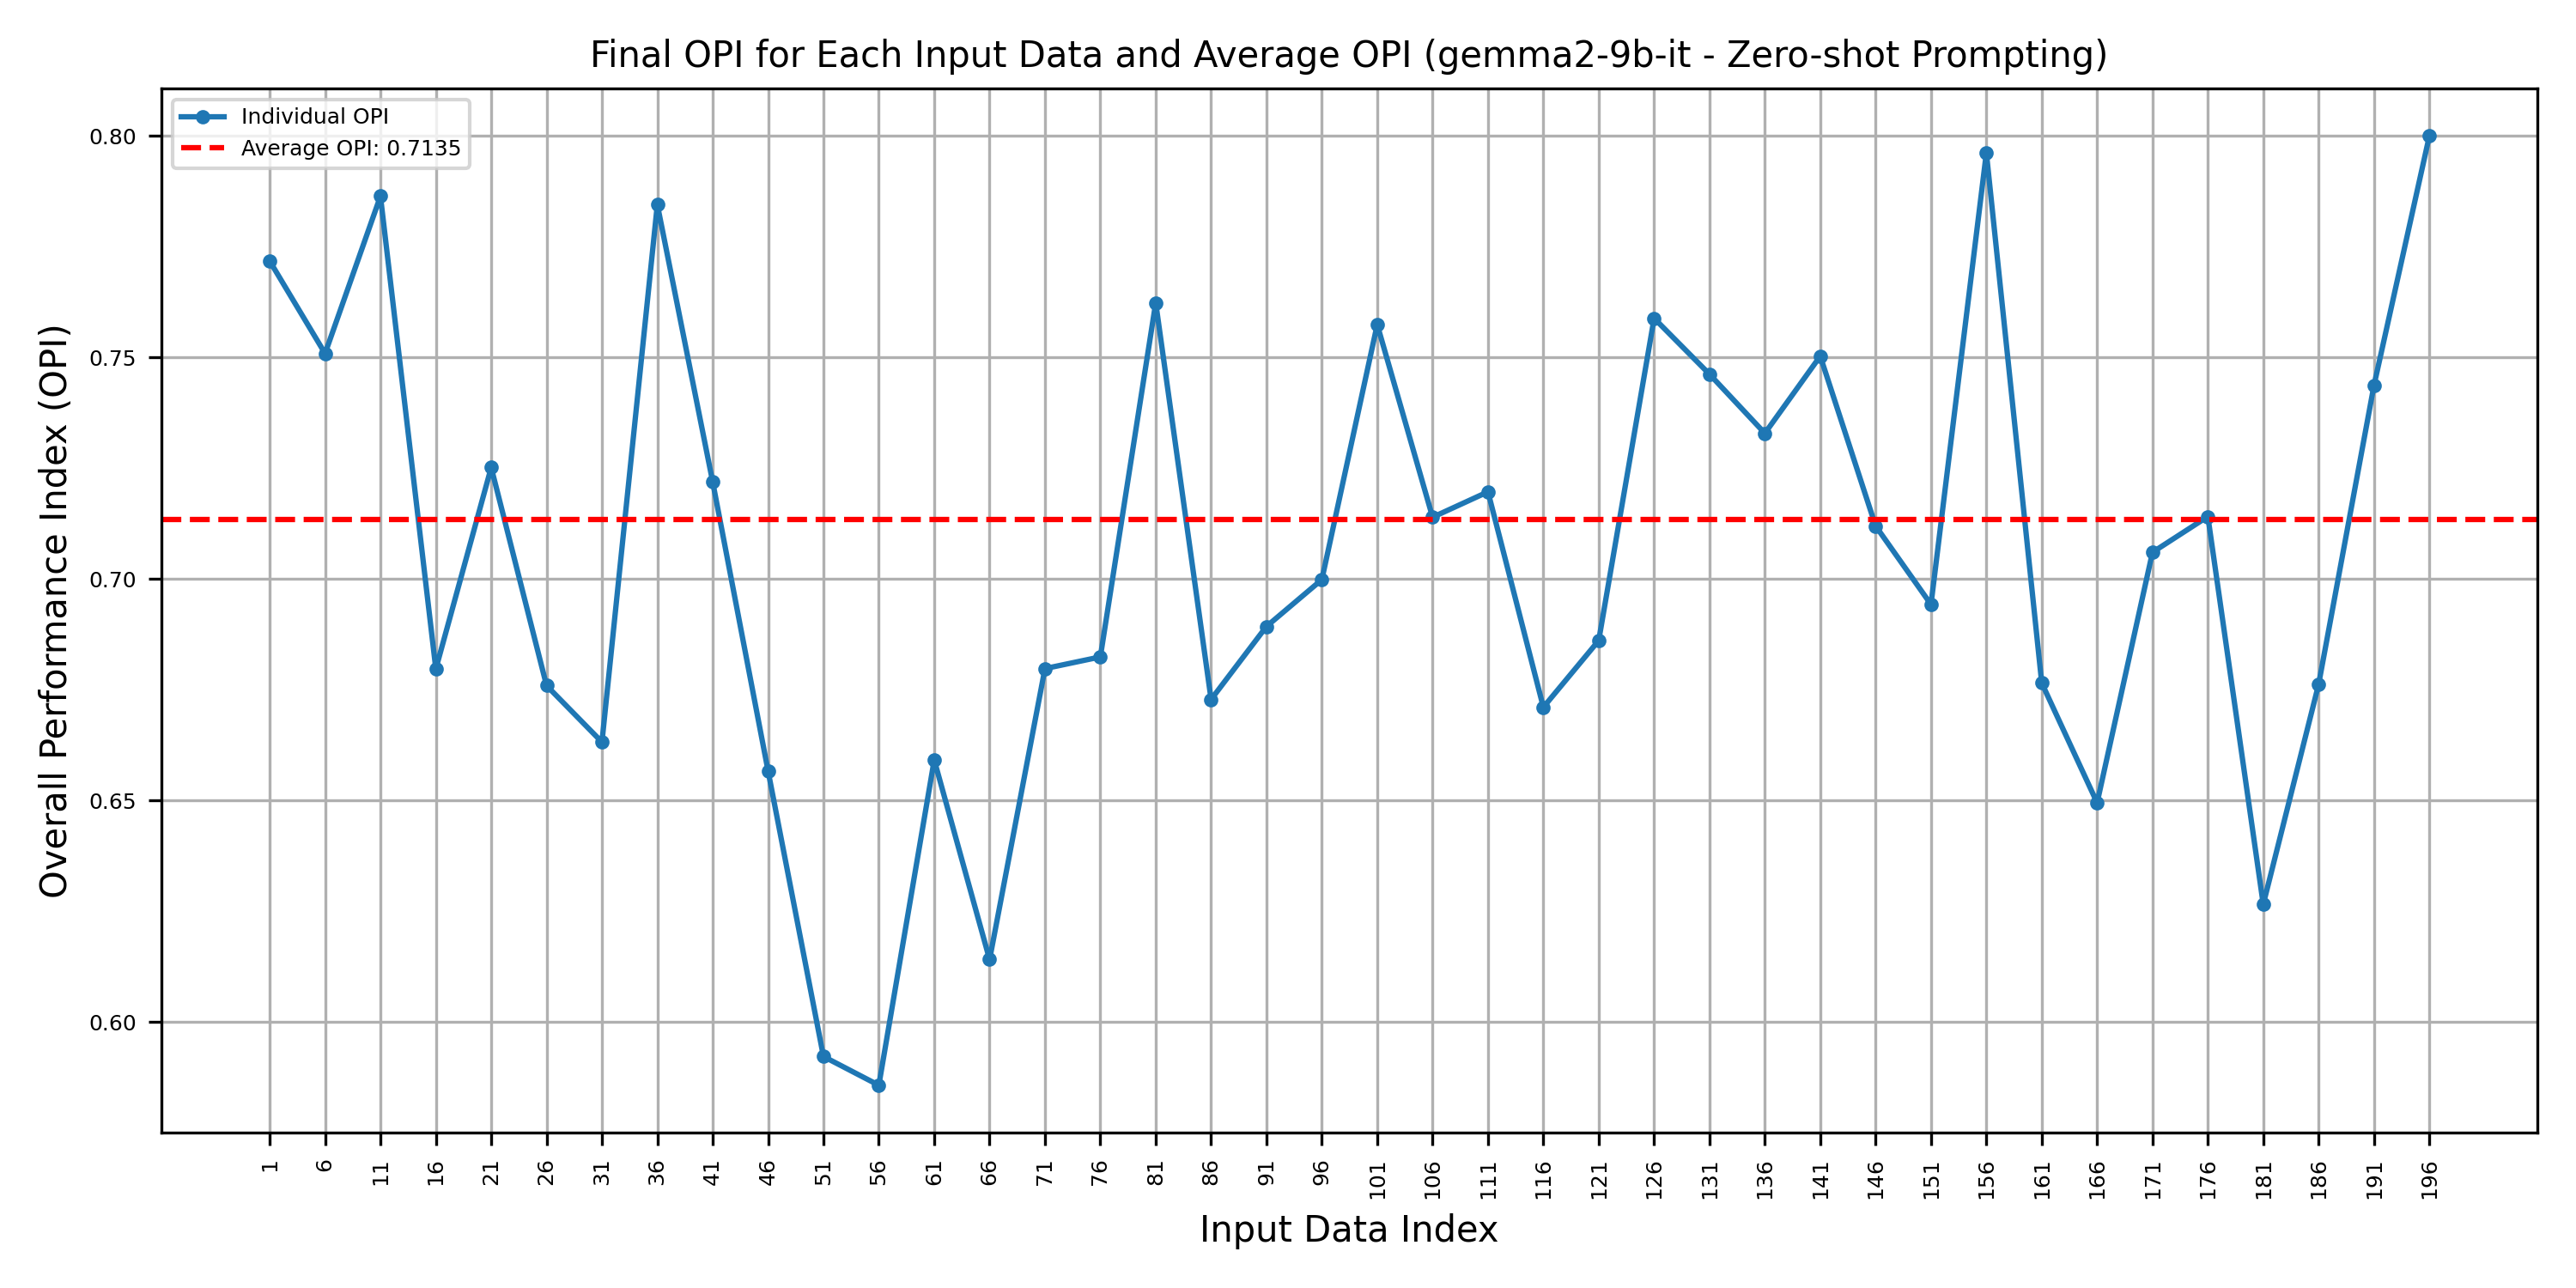 Final OPI for Each Input Data and Average OPI (gemma2-9b-it - Zero-shot Prompting)
Individual OPI
Average OPI: 0.7135
Overall Performance Index (OPI)
0.80
0.75
0.70
0.65
0.60
1 6 11 16 21 26 31 36 41 46 51 56 61 66 71 76 81 86 91 96 101 106 111 116 121 126 131 136 141 146 151 156 161 166 171 176 181 186 191 196
Input Data Index